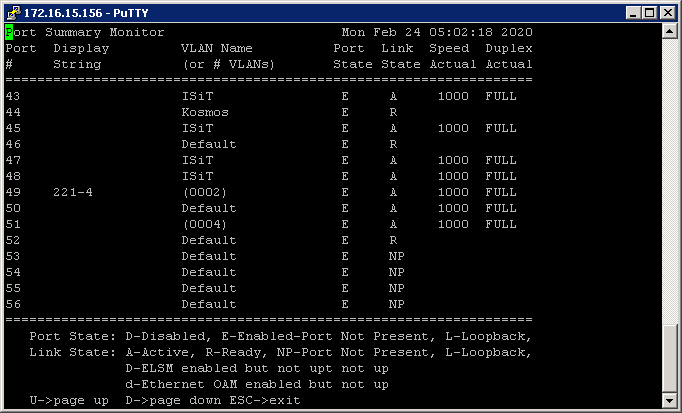 172.16.15.156 - PuTTY
Port Summary Monitor Mon Feb 24 05:02:18 2020
Port Display VLAN Name Port Link Speed Duplex
# String (or # VLANs) State State Actual Actual
==================================================================
43 ISiT E A 1000 FULL
44 Kosmos E R
45 ISiT E A 1000 FULL
46 Default E R
47 ISiT E A 1000 FULL
48 ISiT E A 1000 FULL
49 221-4 (0002) E A 1000 FULL
50 Default E A 1000 FULL
51 (0004) E A 1000 FULL
52 Default E R
53 Default E NP
54 Default E NP
55 Default E NP
56 Default E NP
==================================================================
Port State: D-Disabled, E-Enabled-Port Not Present, L-Loopback,
Link State: A-Active, R-Ready, NP-Port Not Present, L-Loopback,
D-ELSM enabled but not upt not up
d-Ethernet OAM enabled but not up
U->page up D->page down ESC->exit